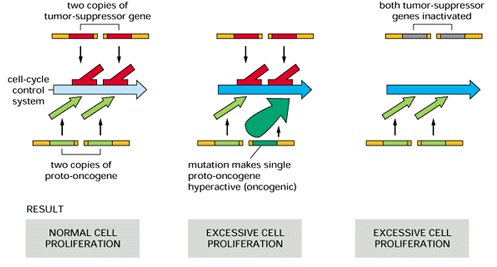 two copies of
tumor-suppressor gene
both tumor-suppressor
genes inactivated
cell-cycle
control
system
two copies of
proto-oncogene
mutation makes single
proto-oncogene
hyperactive (oncogenic)
RESULT
NORMAL CELL
PROLIFERATION
EXCESSIVE CELL
PROLIFERATION
EXCESSIVE CELL
PROLIFERATION